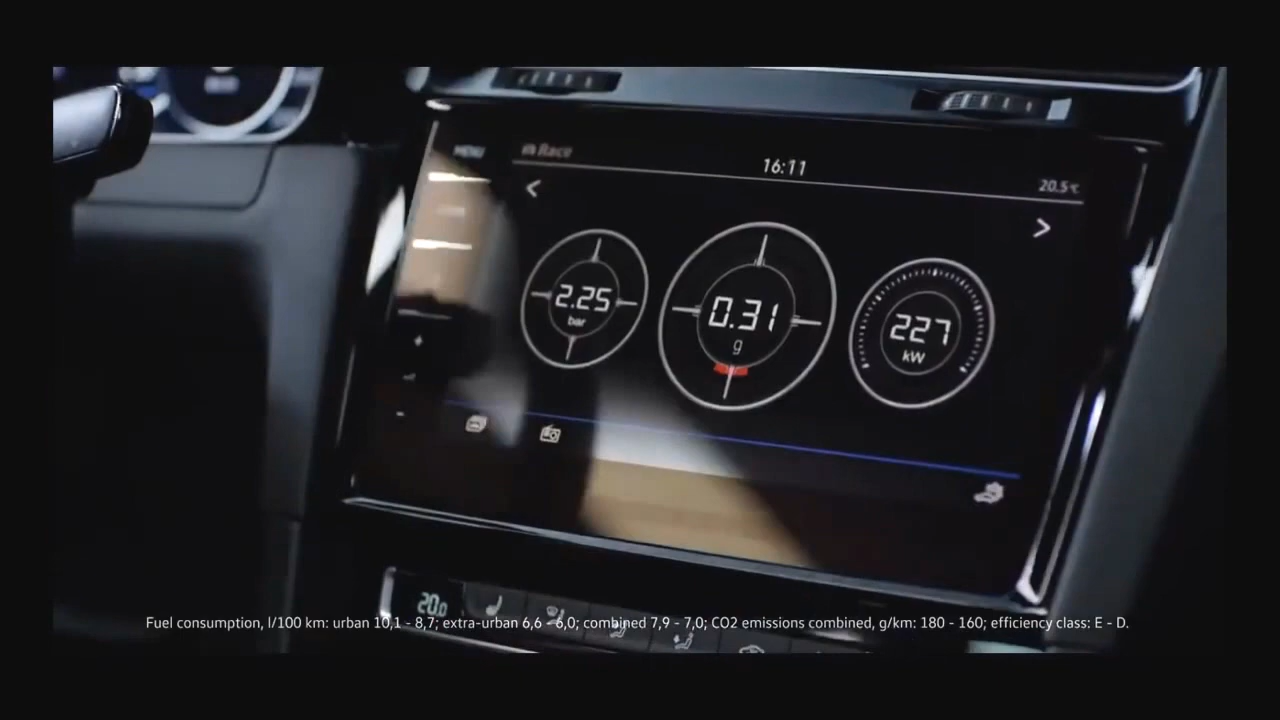 MENU
Race
16:11
20.5°C
<
>
2.25
bar
0.31
g
227
kW
+
-
20.0
Fuel consumption, l/100 km: urban 10,1 - 8,7; extra-urban 6,6 - 6,0; combined 7,9 - 7,0; CO2 emissions combined, g/km: 180 - 160; efficiency class: E - D.